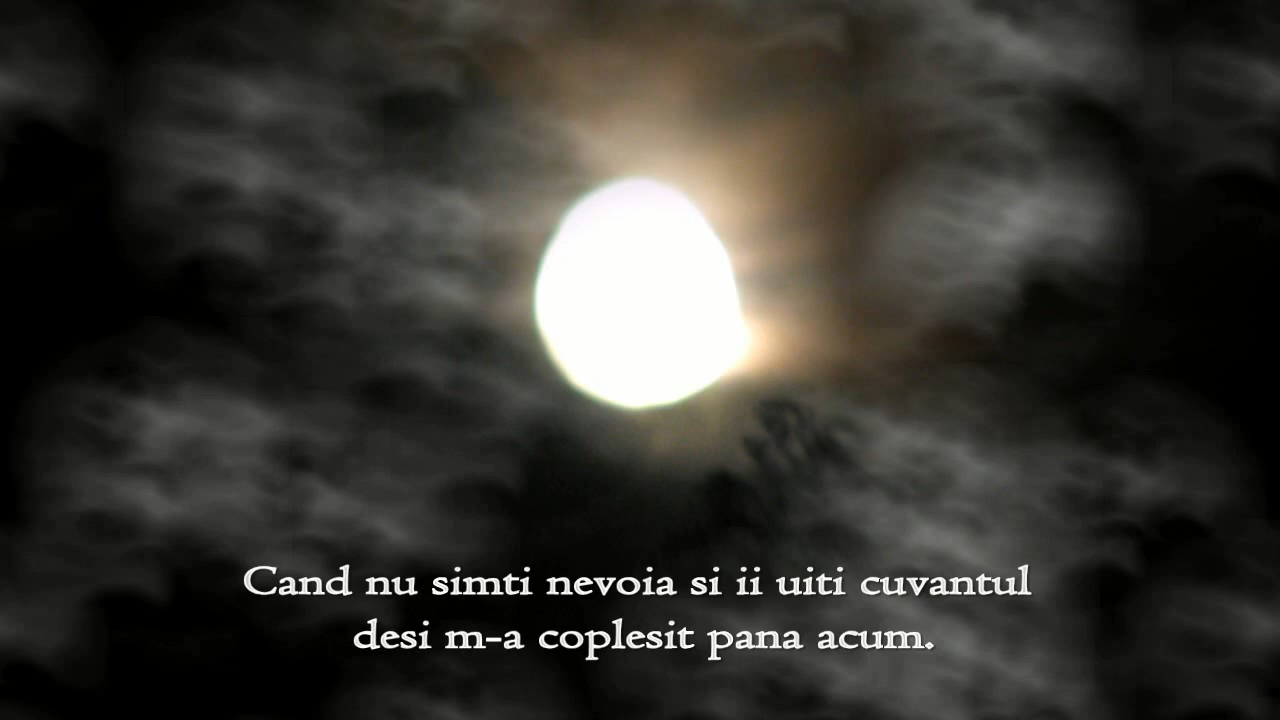 Cand nu simti nevoia si ii uiti cuvantul
desi m-a coplesit pana acum.